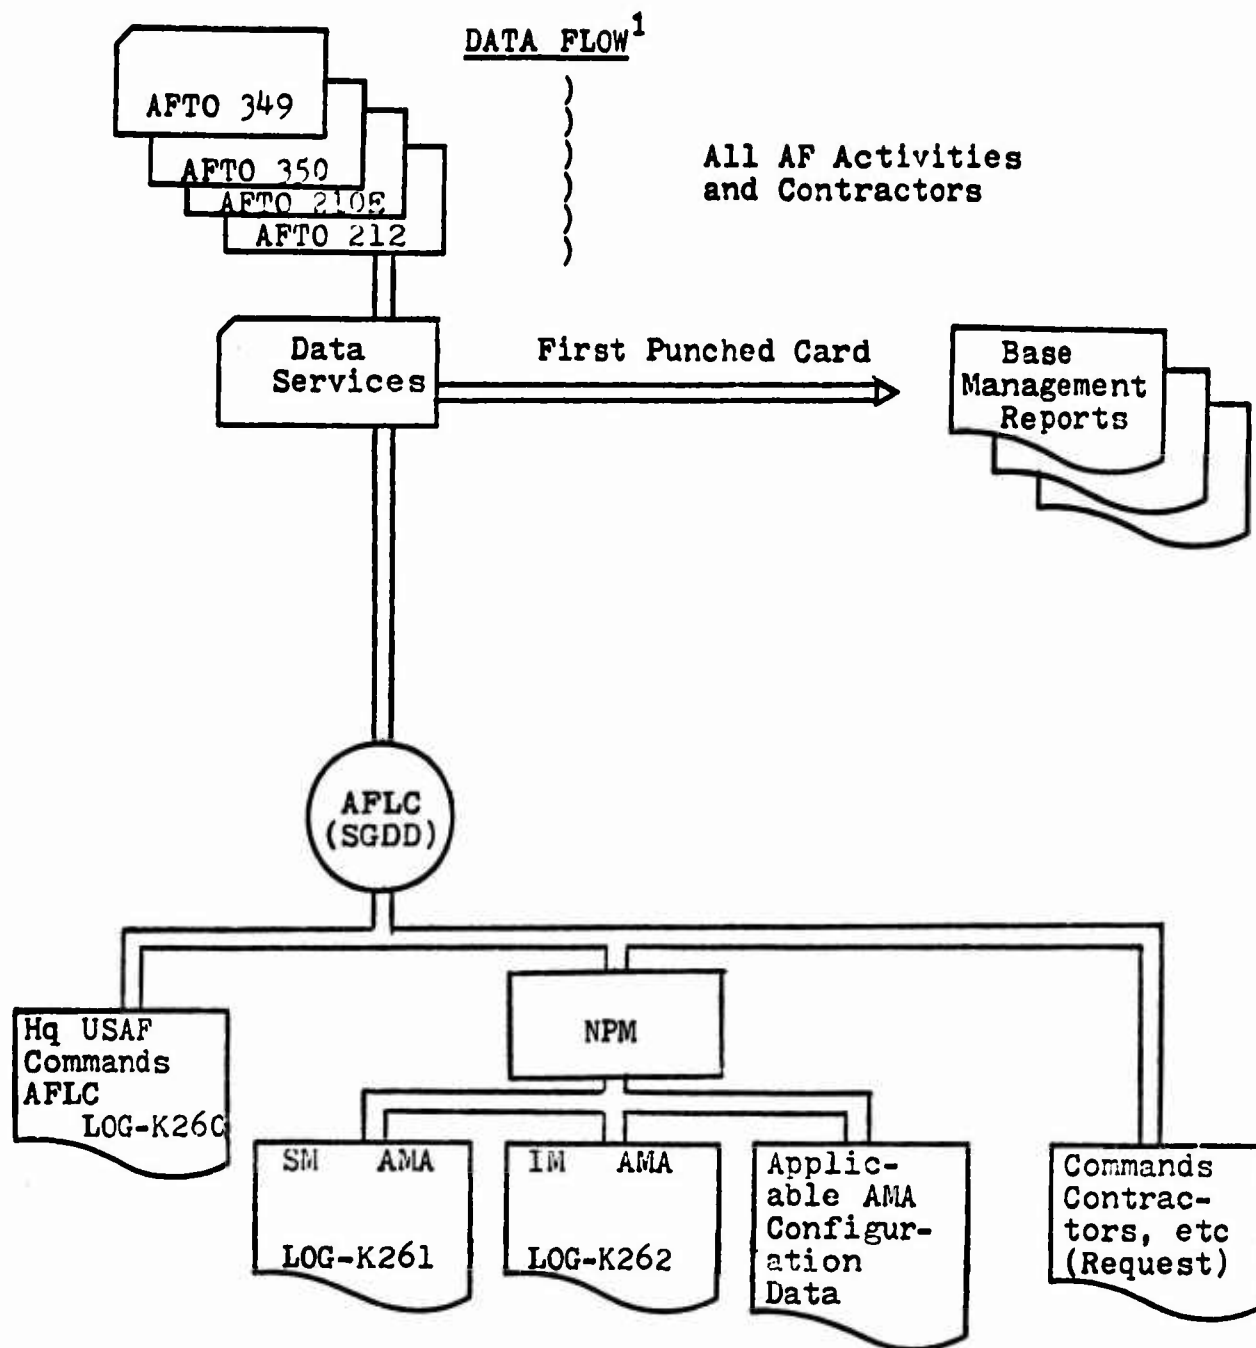 DATA FLOW1
AFTO 349
AFTO 350
AFTO 210E
AFTO 212
)
)
)
)
)
)
All AF Activities
and Contractors
Data
Services
First Punched Card
Base
Management
Reports
AFLC
(SGDD)
Hq USAF
Commands
AFLC
LOG-K260
NPM
SM AMA
LOG-K261
IM AMA
LOG-K262
Applic-
able AMA
Configur-
ation
Data
Commands
Contrac-
tors, etc
(Request)